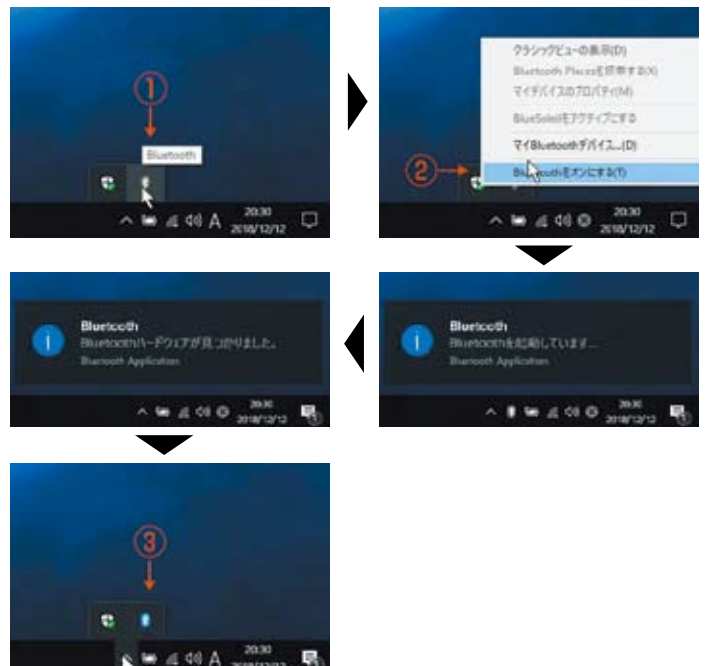 ①
Bluetooth
A
20:30
2018/12/12
クラシックビューの表示(D)
Bluetooth Placesを探索する(X)
マイデバイスのプロパティ(M)
BlueSoleilをアクティブにする
マイBluetoothデバイス...(D)
②
Bluetoothをオンにする(T)
20:30
2018/12/12
Bluetooth
Bluetoothハードウェアが見つかりました。
Bluetooth Application
20:30
2018/12/12
Bluetooth
Bluetoothを起動しています...
Bluetooth Application
20:30
2018/12/12
③
A
20:30